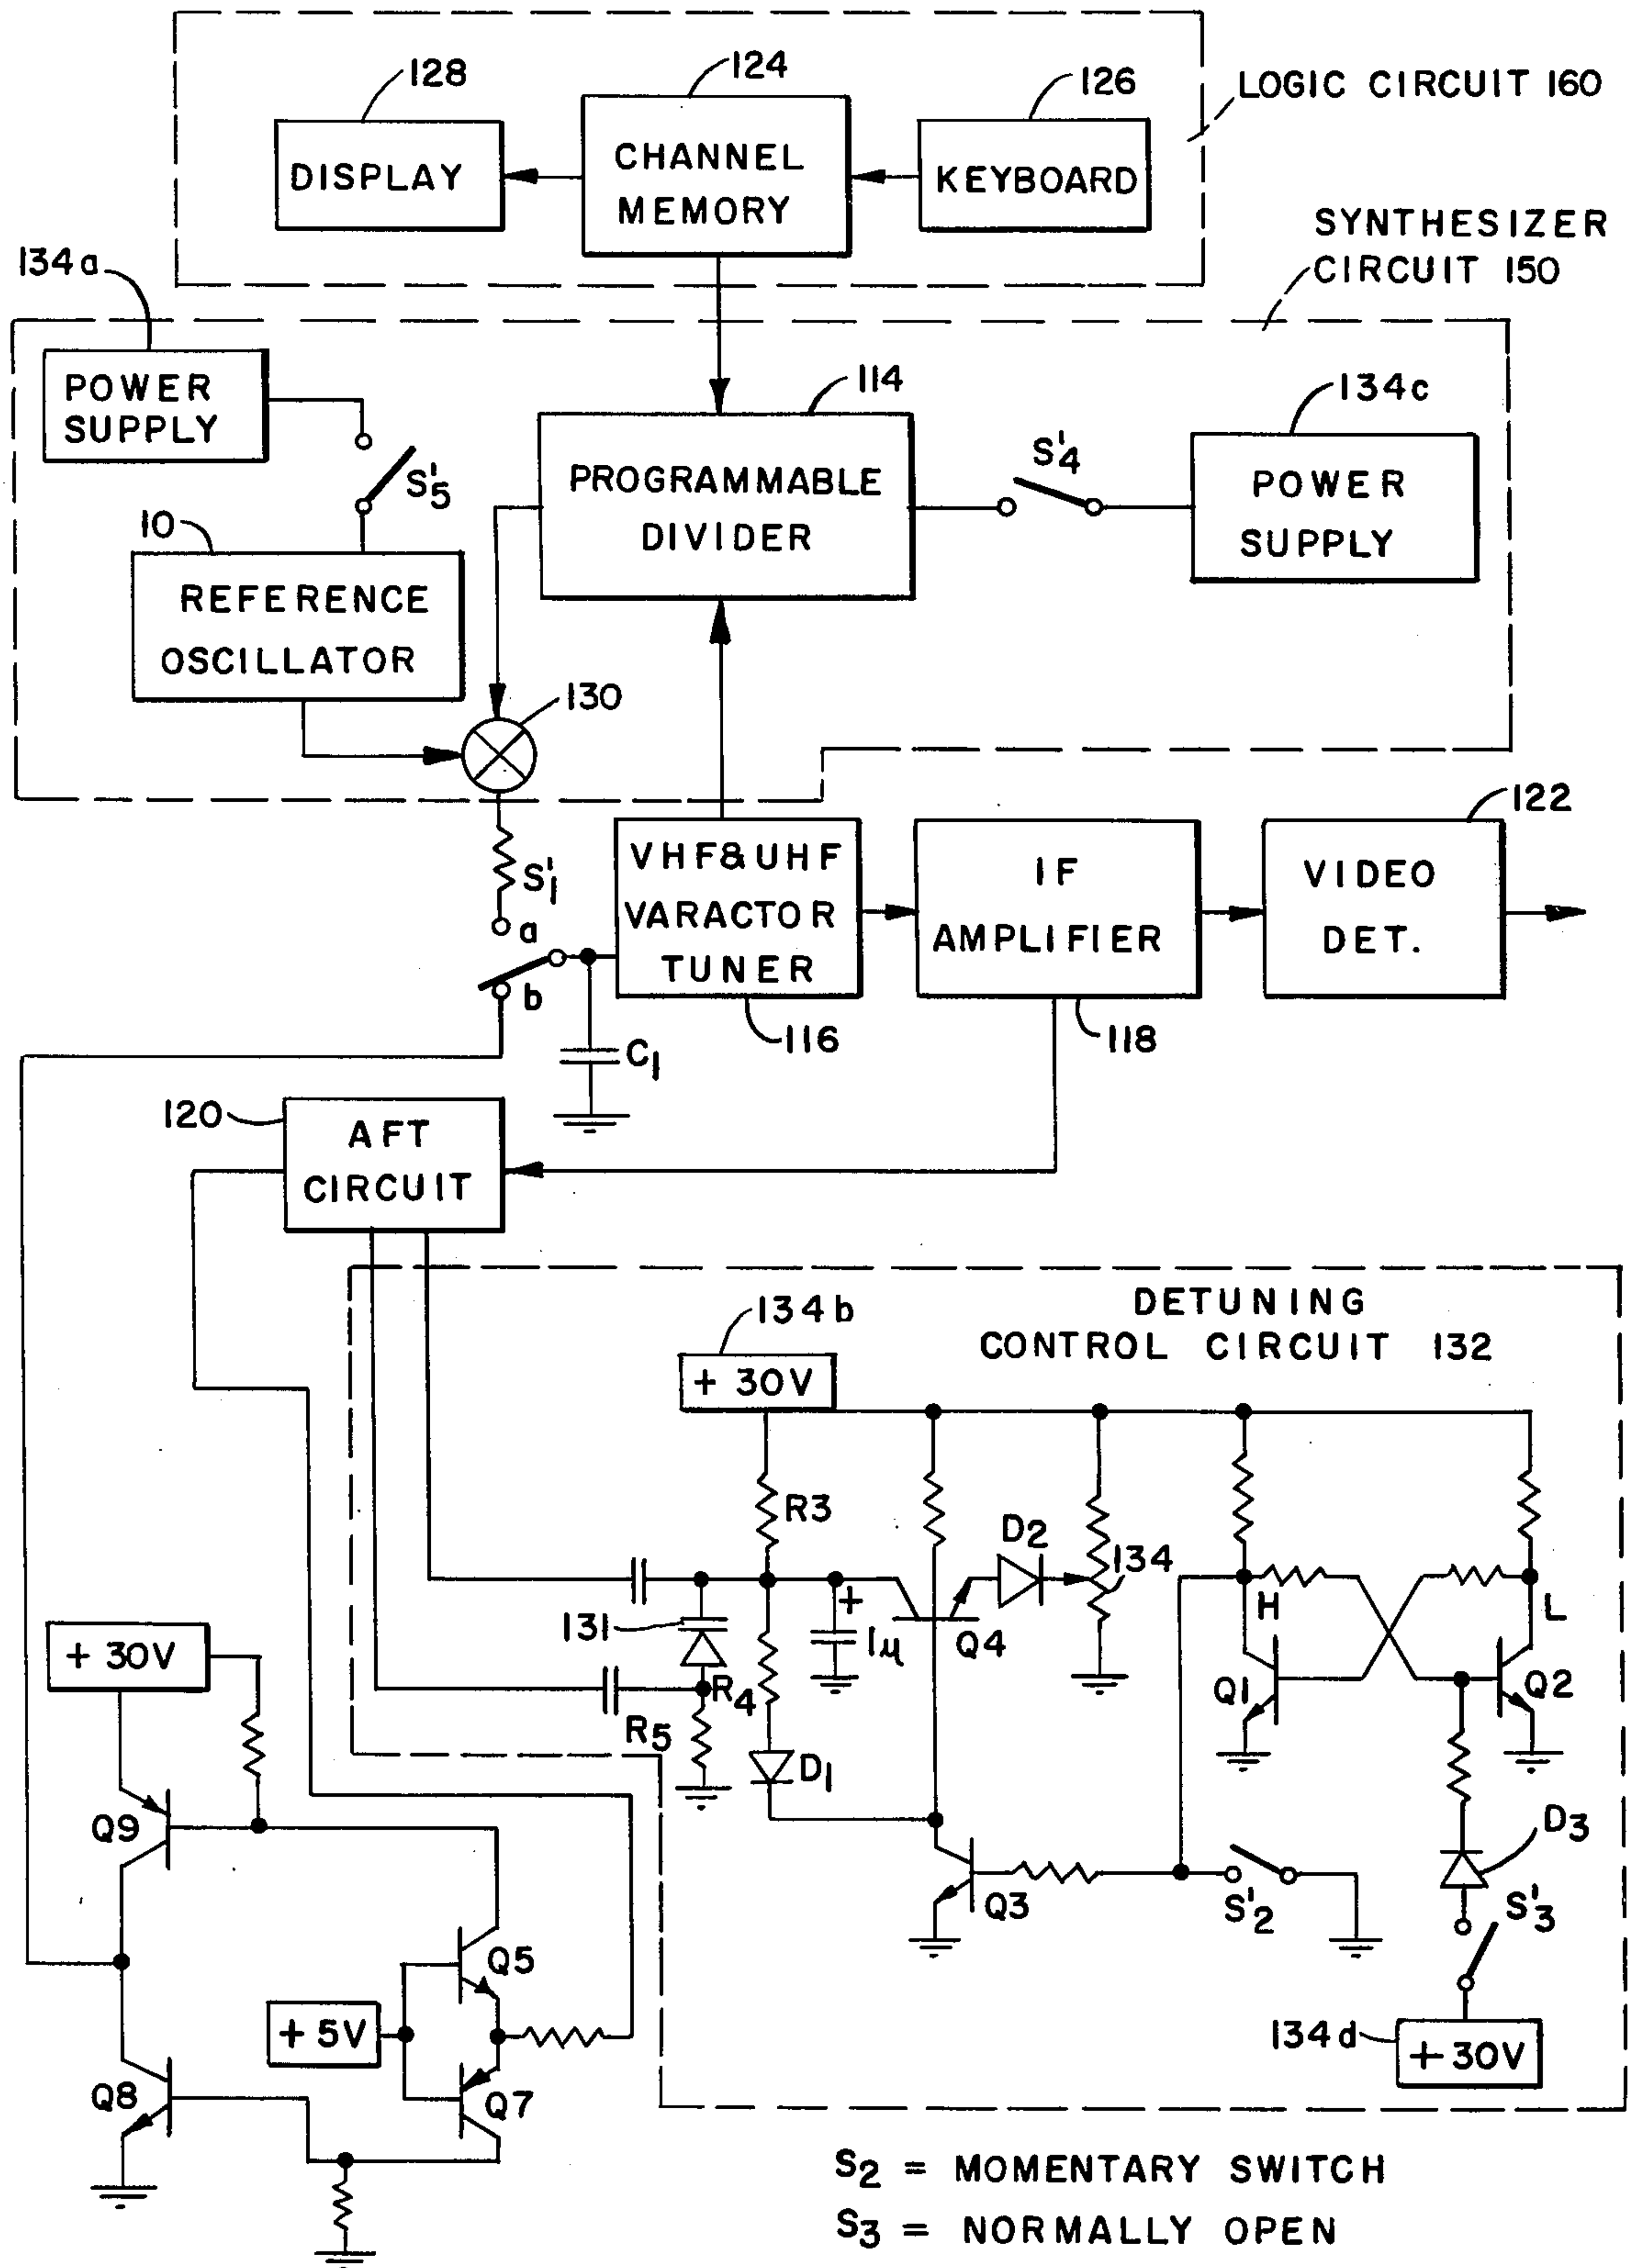 128
124
126
LOGIC CIRCUIT 160
DISPLAY
CHANNEL
MEMORY
KEYBOARD
SYNTHESIZER
CIRCUIT 150
134a
POWER
SUPPLY
S'5
10
REFERENCE
OSCILLATOR
114
PROGRAMMABLE
DIVIDER
S'4
134c
POWER
SUPPLY
130
S'1
a
b
C1
VHF&UHF
VARACTOR
TUNER
116
IF
AMPLIFIER
118
122
VIDEO
DET.
120
AFT
CIRCUIT
DETUNING
CONTROL CIRCUIT 132
134b
+ 30V
R3
D2
134
131
+
1µ
Q4
H
L
R4
R5
D1
Q1
Q2
+ 30V
Q9
D3
Q3
S'2
S'3
Q5
+ 5V
134d
+ 30V
Q8
Q7
S2 = MOMENTARY SWITCH
S3 = NORMALLY OPEN